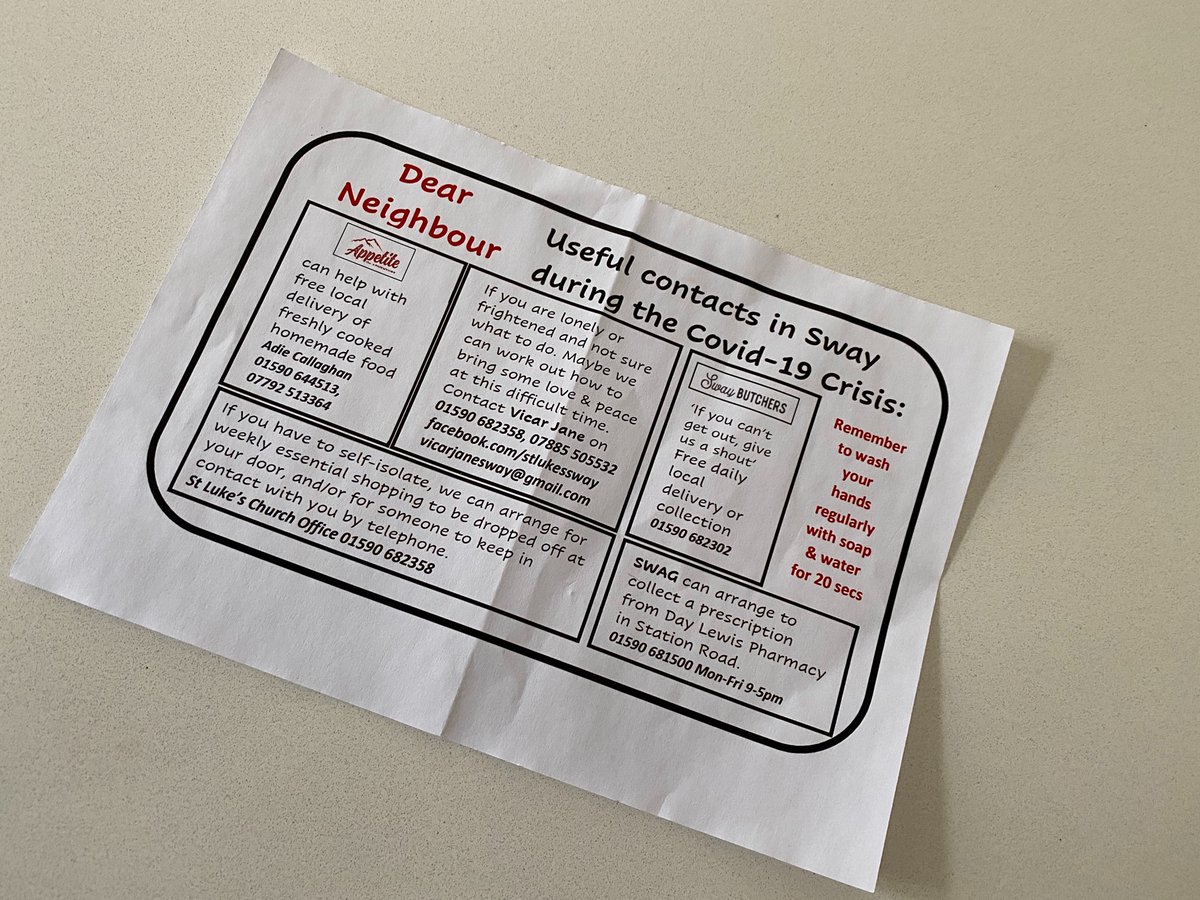 Dear
Neighbour
Useful contacts in Sway
during the Covid-19 Crisis:
Appetite
can help with
free local
delivery of
freshly cooked
homemade food
Adie Callaghan
01590 644513,
07792 513364
If you are lonely or
frightened and not sure
what to do. Maybe we
can work out how to
bring some love & peace
at this difficult time.
Contact Vicar Jane on
01590 682358, 07885 505532
facebook.com/stlukessway
vicarjanesway@gmail.com
Sway BUTCHERS
'If you can't
get out, give
us a shout'
Free daily
local
delivery or
collection
01590 682302
Remember
to wash
your
hands
regularly
with soap
& water
for 20 secs
If you have to self-isolate, we can arrange for
weekly essential shopping to be dropped off at
your door, and/or for someone to keep in
contact with you by telephone.
St Luke's Church Office 01590 682358
SWAG can arrange to
collect a prescription
from Day Lewis Pharmacy
in Station Road.
01590 681500 Mon-Fri 9-5pm